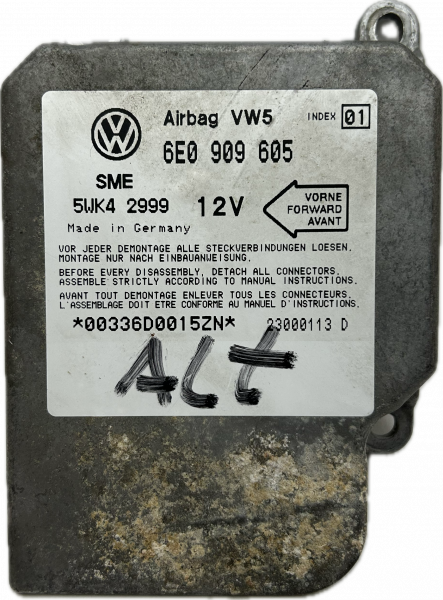 Airbag VW5 INDEX 01
6E0 909 605
SME
5WK4 2999 12V
VORNE
FORWARD
AVANT
Made in Germany
VOR JEDER DEMONTAGE ALLE STECKVERBINDUNGEN LOESEN.
MONTAGE NUR NACH EINBAUANWEISUNG.
BEFORE EVERY DISASSEMBLY, DETACH ALL CONNECTORS.
ASSEMBLE STRICTLY ACCORDING TO MANUAL INSTRUCTIONS.
AVANT TOUT DEMONTAGE ENLEVER TOUS LES CONNECTEURS.
L'ASSEMBLAGE DOIT ETRE CONFORME AU MANUEL D'INSTRUCTIONS.
*00336D0015ZN* 23000113 D
ALt